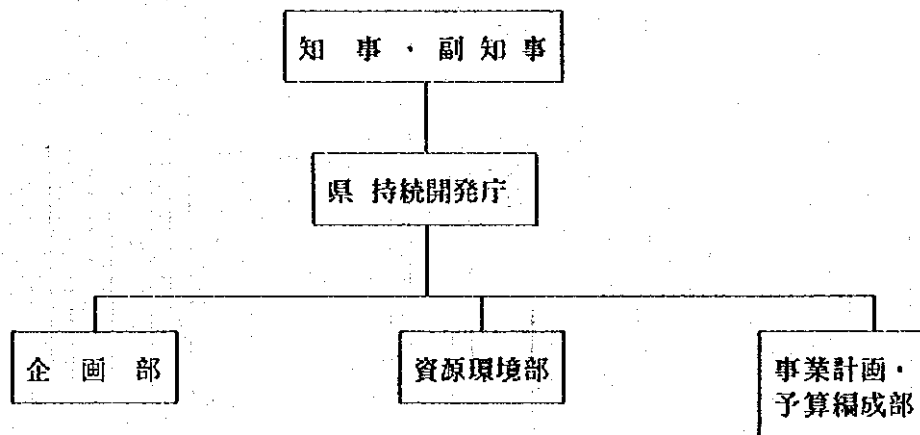 知事・副知事
県 持続開発庁
企画部
資源環境部
事業計画・
予算編成部